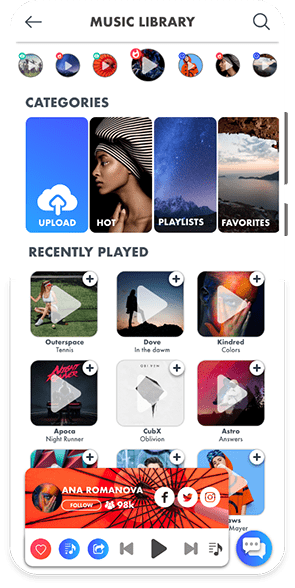 MUSIC LIBRARY
CATEGORIES
UPLOAD
HOT
PLAYLISTS
FAVORITES
RECENTLY PLAYED
Outerspace
Tennis
Dove
In the dawm
Kindred
Colors
Apoca
Night Runner
CubX
Oblivion
Astro
Answers
ANA ROMANOVA
FOLLOW
98k
aws
Mayer